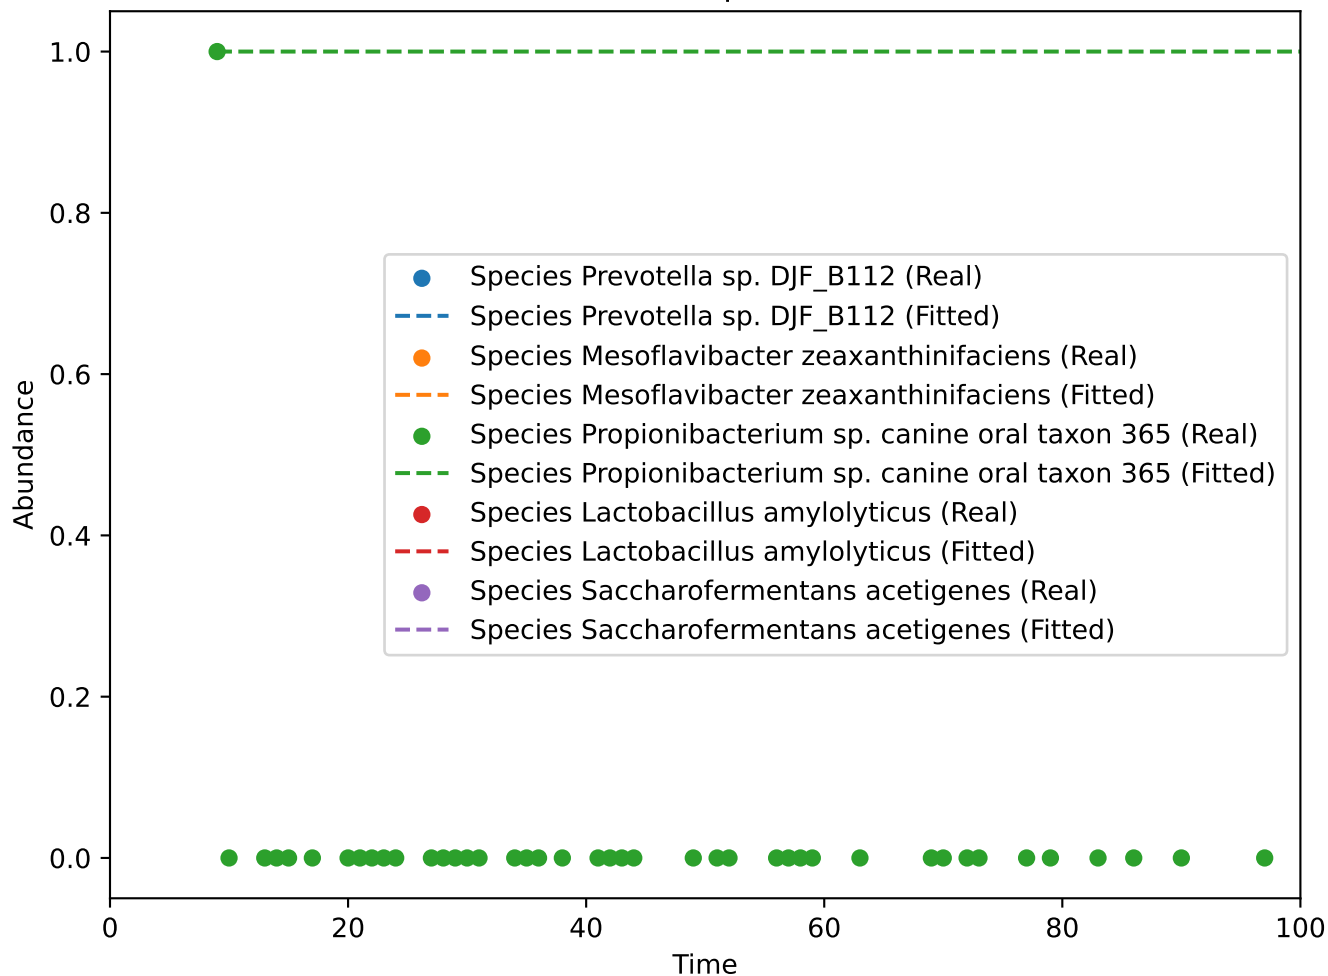 1.0
0.8
0.6
0.4
0.2
0.0
Abundance
Species Prevotella sp. DJF_B112 (Real)
Species Prevotella sp. DJF_B112 (Fitted)
Species Mesoflavibacter zeaxanthinifaciens (Real)
Species Mesoflavibacter zeaxanthinifaciens (Fitted)
Species Propionibacterium sp. canine oral taxon 365 (Real)
Species Propionibacterium sp. canine oral taxon 365 (Fitted)
Species Lactobacillus amylolyticus (Real)
Species Lactobacillus amylolyticus (Fitted)
Species Saccharofermentans acetigenes (Real)
Species Saccharofermentans acetigenes (Fitted)
0 20 40 60 80 100
Time